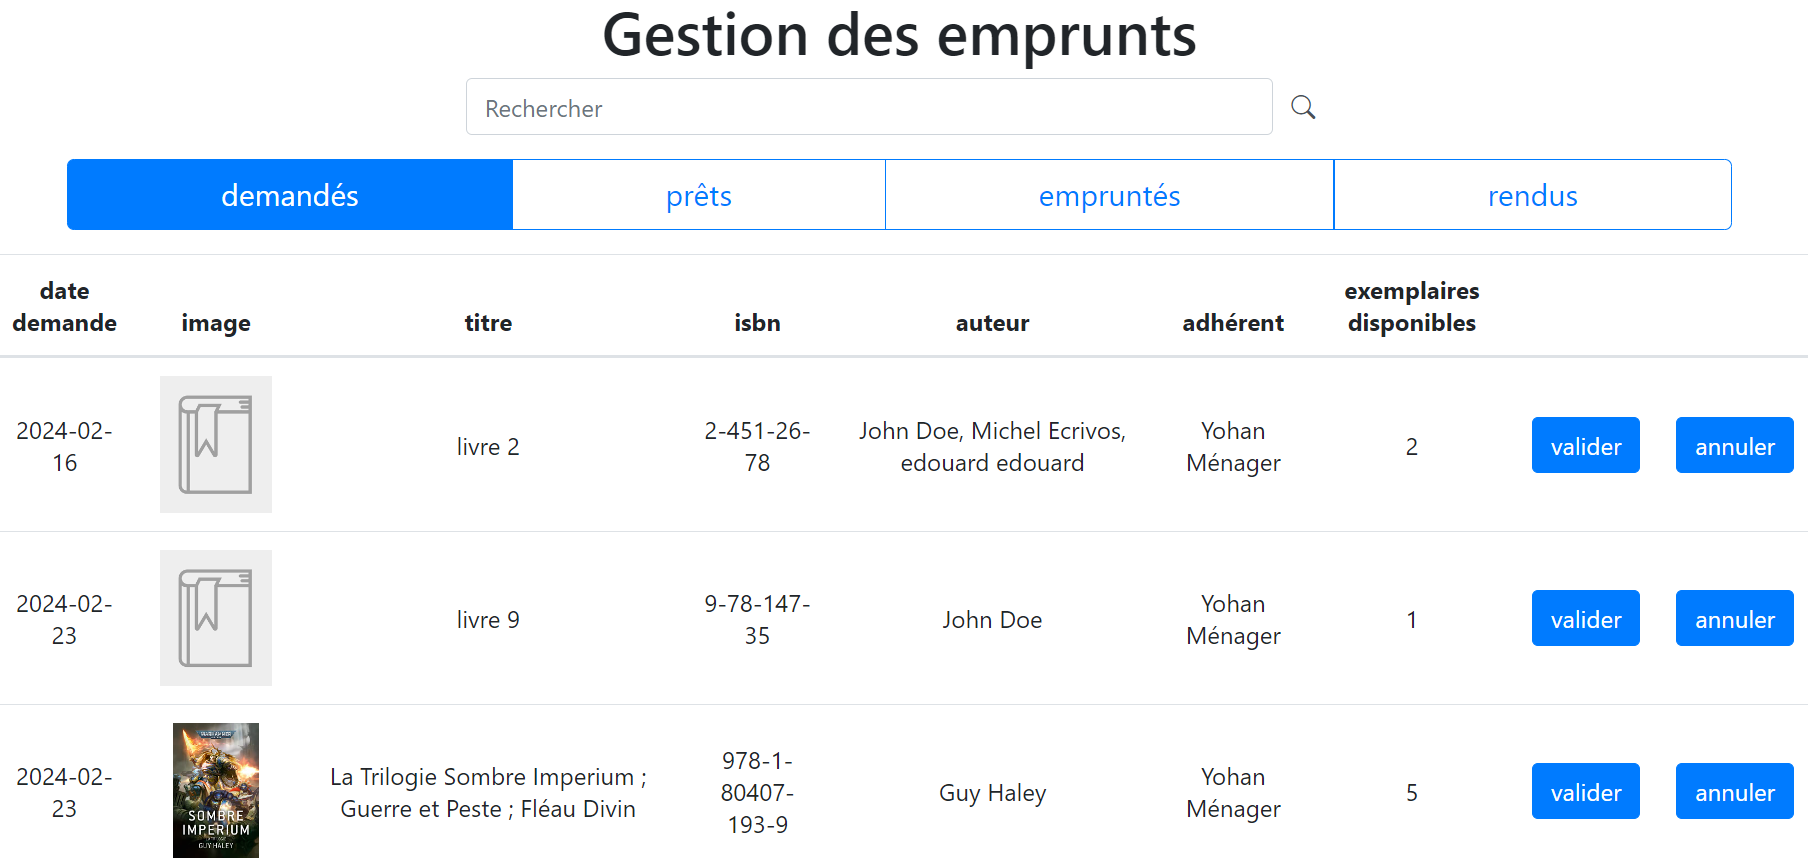 Gestion des emprunts
Rechercher
demandés
prêts
empruntés
rendus
date
demande
image
titre
isbn
auteur
adhérent
exemplaires
disponibles
2024-02-
16
livre 2
2-451-26-
78
John Doe, Michel Ecrivos,
edouard edouard
Yohan
Ménager
2
valider
annuler
2024-02-
23
livre 9
9-78-147-
35
John Doe
Yohan
Ménager
1
valider
annuler
2024-02-
23
SOMBRE
IMPERIUM
GUY HALEY
La Trilogie Sombre Imperium ;
Guerre et Peste ; Fléau Divin
978-1-
80407-
193-9
Guy Haley
Yohan
Ménager
5
valider
annuler